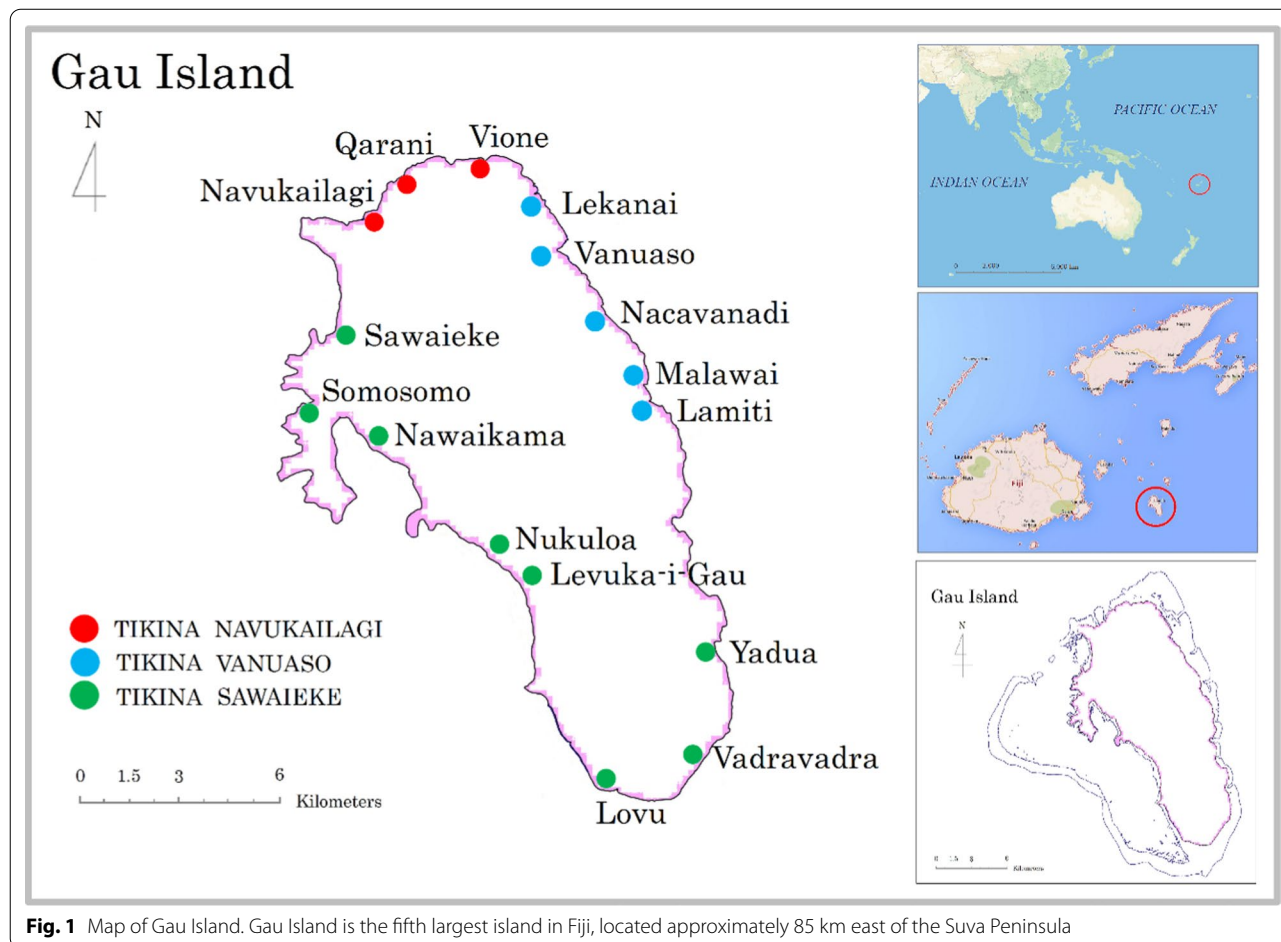 Gau Island
N
Qarani
Vione
Navukailagi
Lekanai
Vanuaso
Nacavanadi
Sawaieke
Malawai
Somosomo
Lamiti
Nawaikama
Nukuloa
Levuka-i-Gau
TIKINA NAVUKAILAGI
TIKINA VANUASO
TIKINA SAWAIEKE
Yadua
Vadravadra
Lovu
0 1.5 3 6
Kilometers
PACIFIC OCEAN
INDIAN OCEAN
Fiji
Gau Island
N
Kilometers
Fig. 1 Map of Gau Island. Gau Island is the fifth largest island in Fiji, located approximately 85 km east of the Suva Peninsula